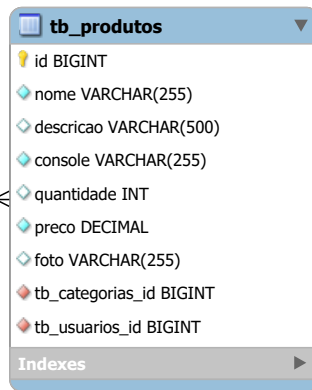 tb_produtos
id BIGINT
nome VARCHAR(255)
descricao VARCHAR(500)
console VARCHAR(255)
quantidade INT
preco DECIMAL
foto VARCHAR(255)
tb_categorias_id BIGINT
tb_usuarios_id BIGINT
Indexes